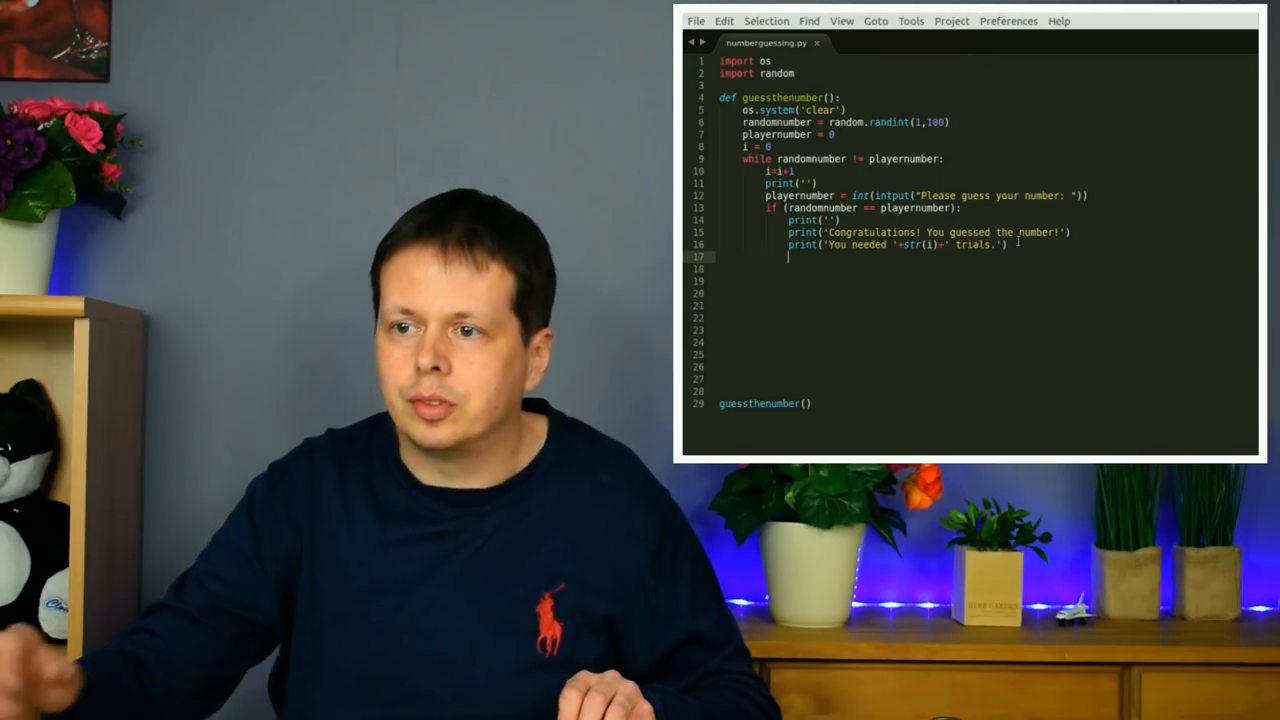 File Edit Selection Find View Goto Tools Project Preferences Help
numberguessing.py ×
1 import os
2 import random
3
4 def guessthenumber():
5 os.system('clear')
6 randomnumber = random.randint(1,100)
7 playernumber = 0
8 i = 0
9 while randomnumber != playernumber:
10 i=i+1
11 print('')
12 playernumber = int(intput("Please guess your number: "))
13 if (randomnumber == playernumber):
14 print('')
15 print('Congratulations! You guessed the number!')
16 print('You needed '+str(i)+' trials.')
17
18
19
20
21
22
23
24
25
26
27
28
29 guessthenumber()
HERB GARDEN